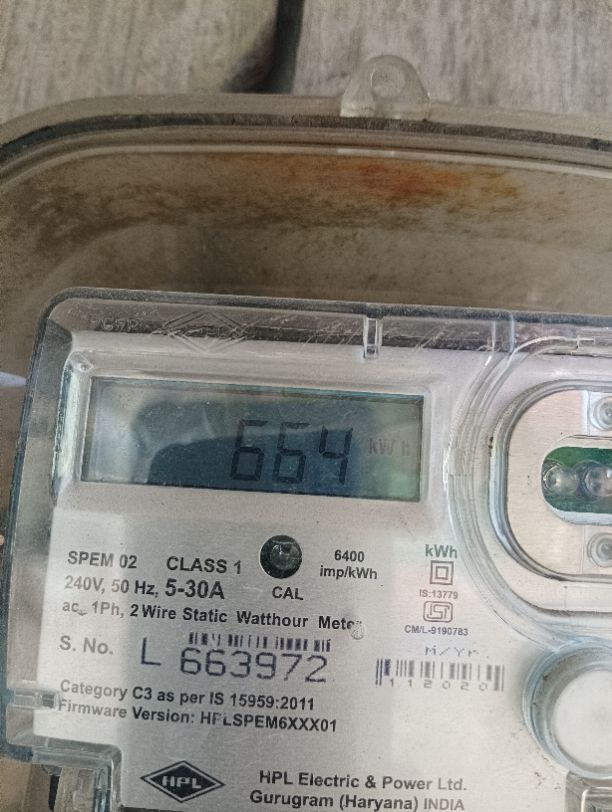 664 kWh
SPEM 02 CLASS 1
240V, 50 Hz, 5-30A
CAL
6400
imp/kWh
kWh
IS:13779
ISI
CM/L-9190783
ac, 1Ph, 2 Wire Static Watthour Meter
S. No. L 663972
M/Yr.
112020
Category C3 as per IS 15959:2011
Firmware Version: HPLSPEM6XXX01
HPL
HPL Electric & Power Ltd.
Gurugram (Haryana) INDIA